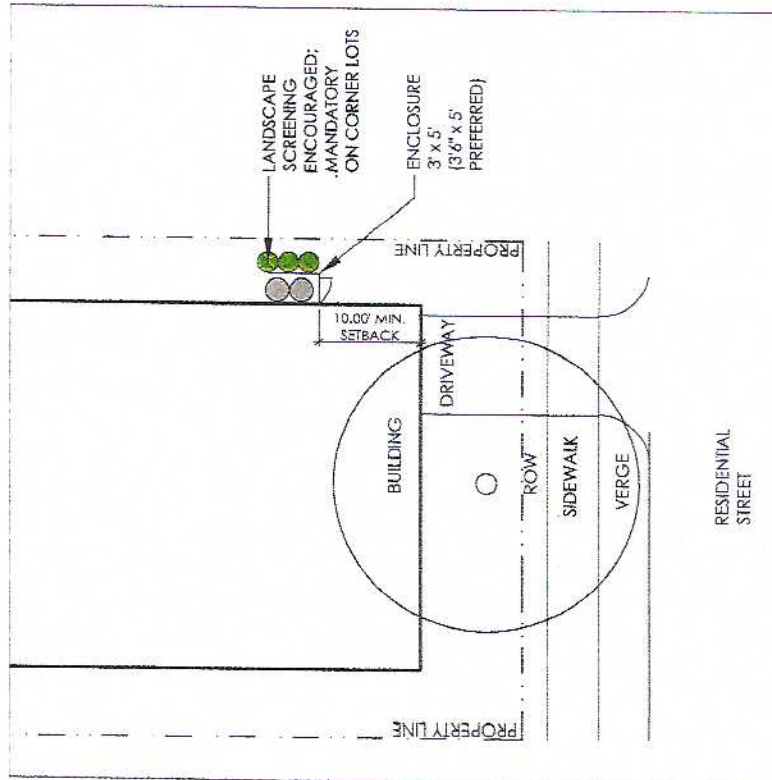 LANDSCAPE
SCREENING
ENCOURAGED;
MANDATORY
ON CORNER LOTS
ENCLOSURE
3' x 5'
(3'6" x 5'
PREFERRED)
PROPERTY LINE
10.00' MIN.
SETBACK
DRIVEWAY
BUILDING
ROW
SIDEWALK
VERGE
RESIDENTIAL
STREET
PROPERTY LINE